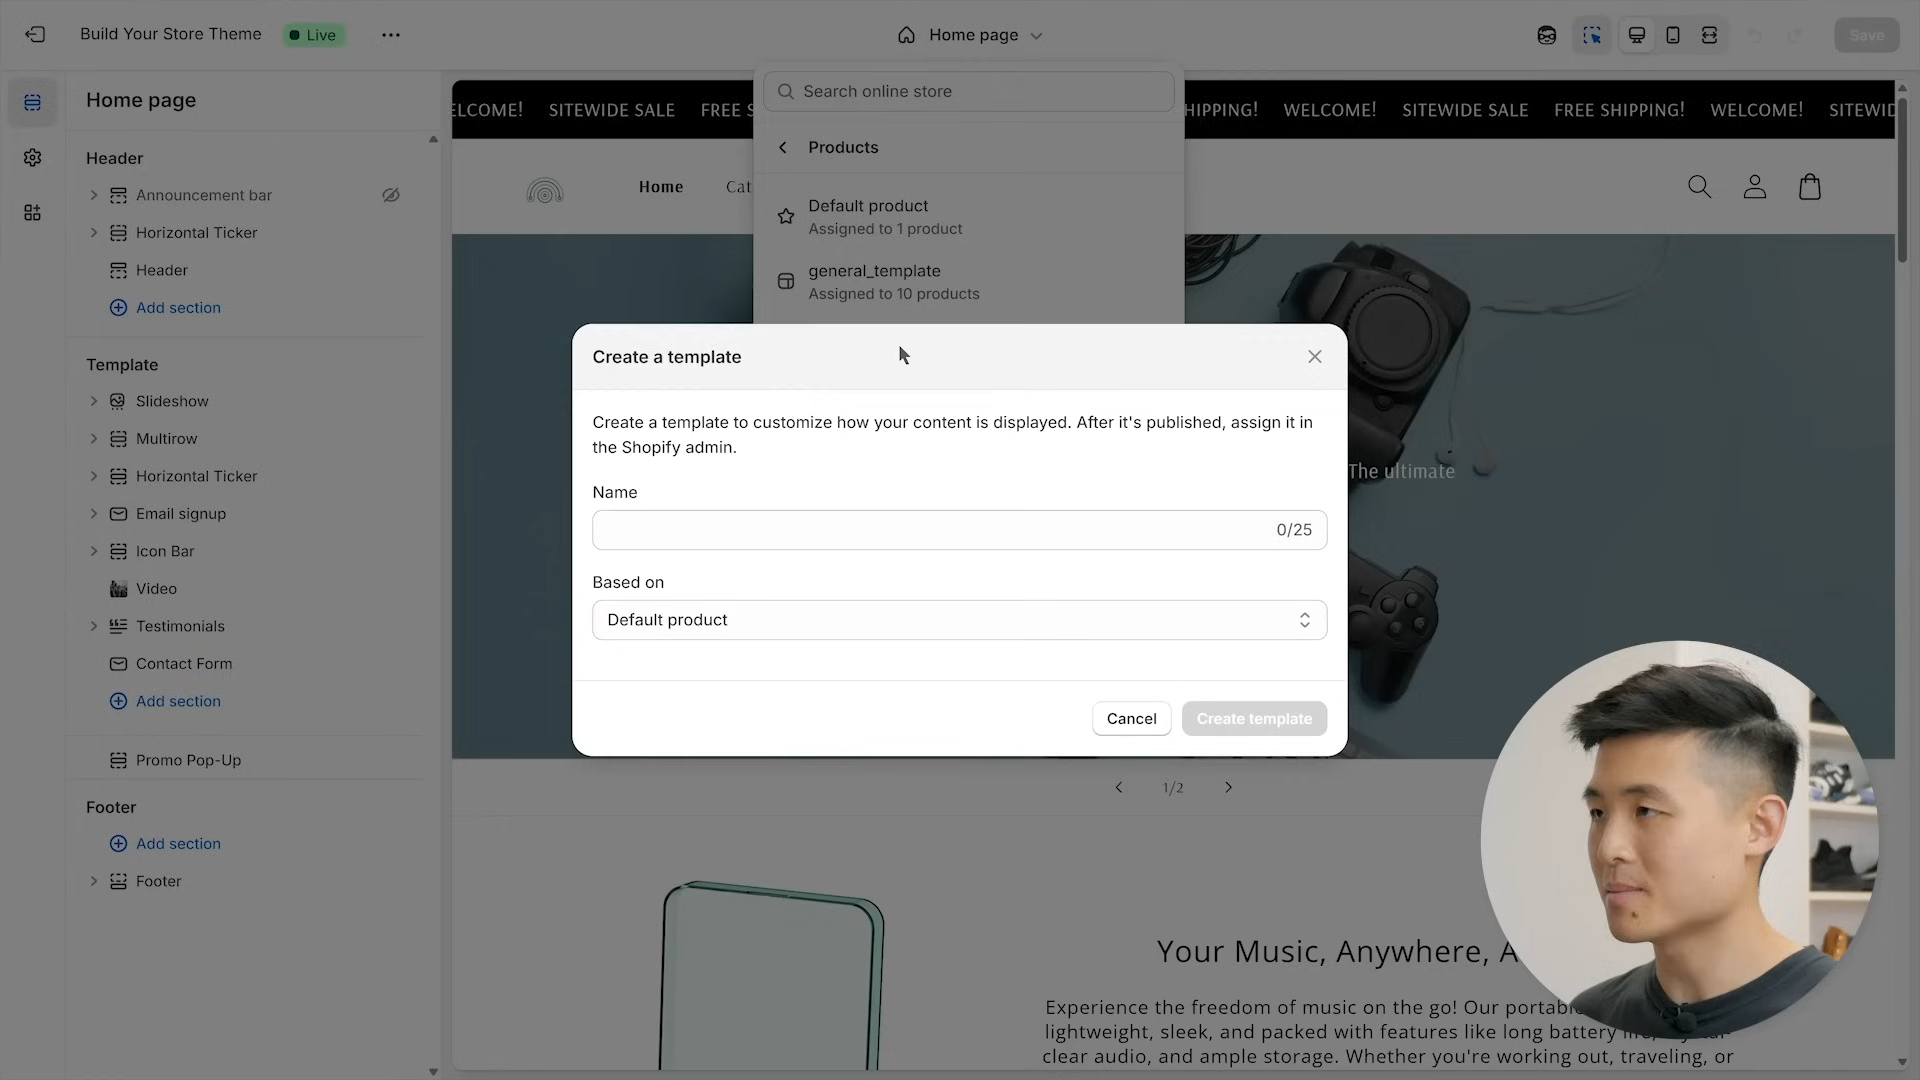 Build Your Store Theme
Live
Home page
Save
Home page
Header
Announcement bar
Horizontal Ticker
Header
Add section
Template
Slideshow
Multirow
Horizontal Ticker
Email signup
Icon Bar
Video
Testimonials
Contact Form
Add section
Promo Pop-Up
Footer
Add section
Footer
ELCOME! SITEWIDE SALE FREE S
HIPPING! WELCOME! SITEWIDE SALE FREE SHIPPING! WELCOME! SITEWID
Home Cat
Search online store
Products
Default product
Assigned to 1 product
general_template
Assigned to 10 products
Create a template
Create a template to customize how your content is displayed. After it's published, assign it in
the Shopify admin.
Name
0/25
Based on
Default product
Cancel
Create template
The ultimate
1/2
Your Music, Anywhere, A
Experience the freedom of music on the go! Our portab
lightweight, sleek, and packed with features like long battery
clear audio, and ample storage. Whether you're working out, traveling, or